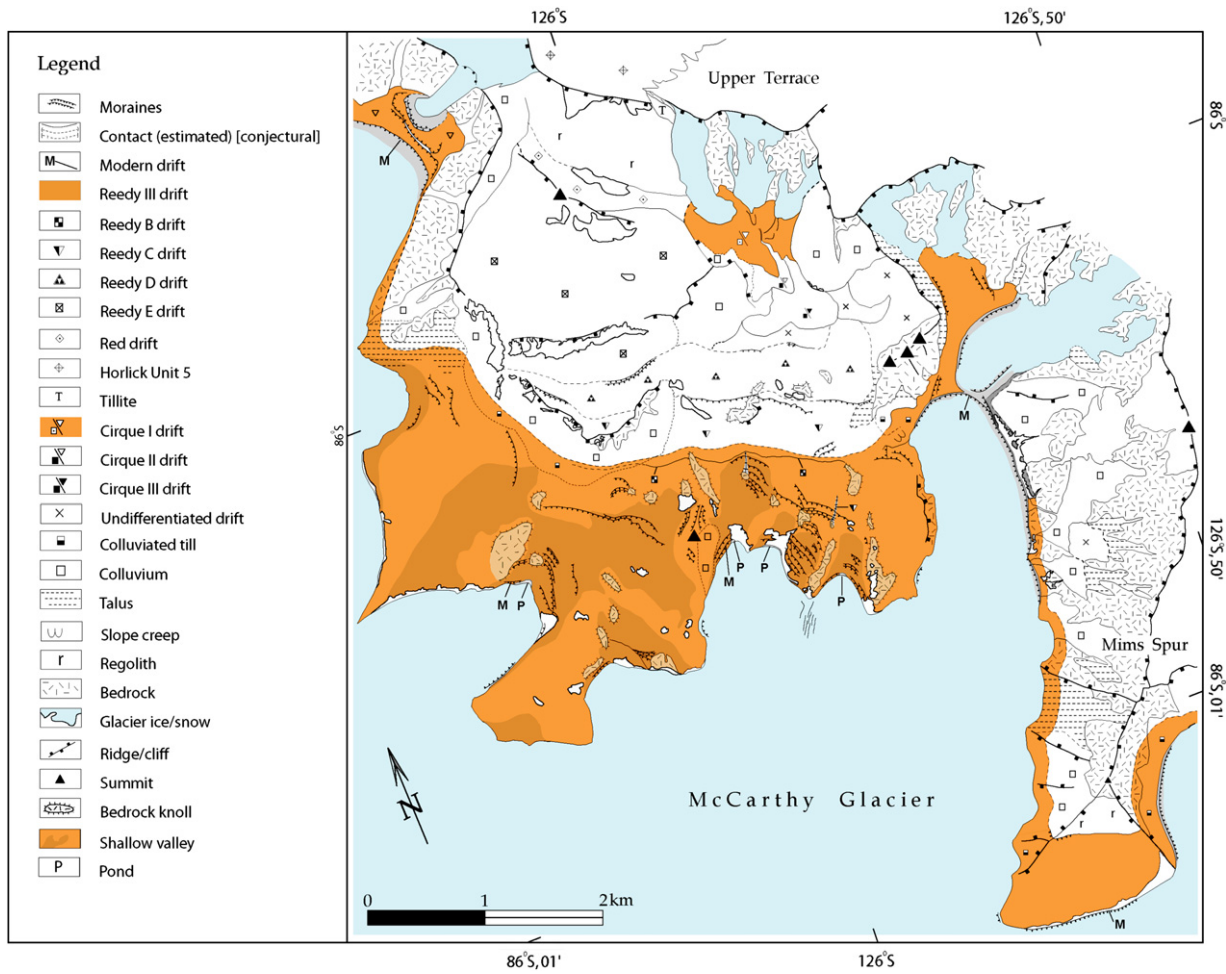 126°S
126°S,50'
Legend
Moraines
Contact (estimated) [conjectural]
M
Modern drift
Reedy III drift
Reedy B drift
Reedy C drift
Reedy D drift
Reedy E drift
Red drift
Horlick Unit 5
T
Tillite
Cirque I drift
Cirque II drift
Cirque III drift
Undifferentiated drift
Colluviated till
Colluvium
Talus
Slope creep
r
Regolith
Bedrock
Glacier ice/snow
Ridge/cliff
Summit
Bedrock knoll
Shallow valley
P
Pond
Upper Terrace
T
r
r
M
86°S
86°S
M
126°S,50'
M
P
M
P
P
P
Mims Spur
86°S,01'
N
McCarthy Glacier
r
r
0
1
2km
M
86°S,01'
126°S